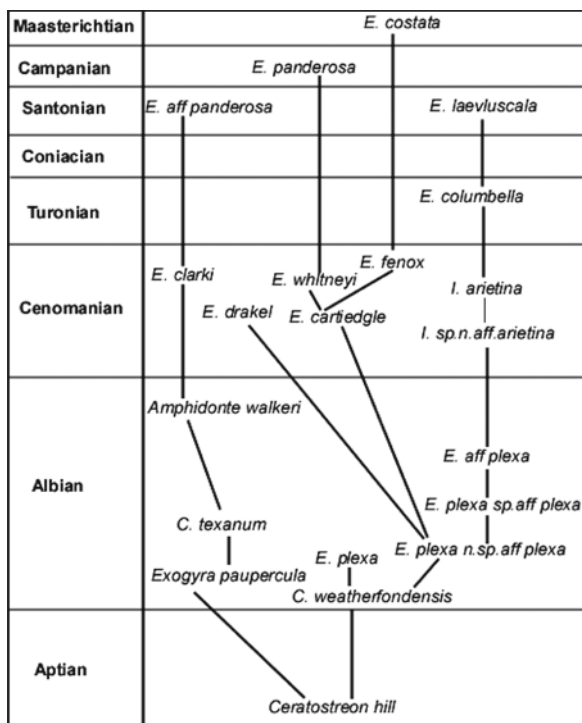 Maasterichtian
E. costata
Campanian
E. panderosa
Santonian
E. aff panderosa
E. laevluscala
Coniacian
Turonian
E. columbella
Cenomanian
E. clarki
E. whitneyi
E. fenox
I. arietina
E. drakel
E. cartiedgle
I. sp.n.aff.arietina
Albian
Amphidonte walkeri
E. aff plexa
C. texanum
E. plexa sp.aff plexa
Exogyra paupercula
E. plexa
E. plexa n.sp.aff plexa
C. weatherfondensis
Aptian
Ceratostreon hill